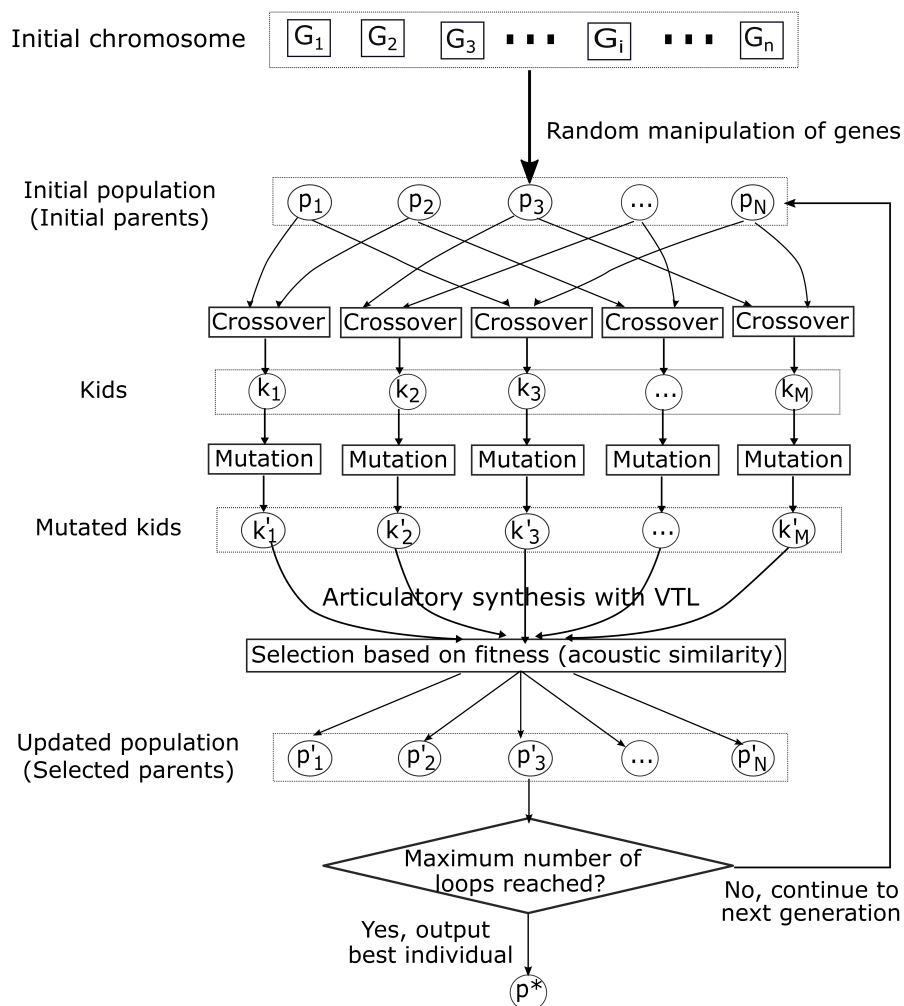 Initial chromosome G1 G2 G3 ... Gi ... Gn
Random manipulation of genes
Initial population
(Initial parents)
p1 p2 p3 ... pN
Crossover Crossover Crossover Crossover Crossover
Kids k1 k2 k3 ... kM
Mutation Mutation Mutation Mutation Mutation
Mutated kids k'1 k'2 k'3 ... k'M
Articulatory synthesis with VTL
Selection based on fitness (acoustic similarity)
Updated population
(Selected parents)
p'1 p'2 p'3 ... p'N
Maximum number of
loops reached?
No, continue to
next generation
Yes, output
best individual
p*